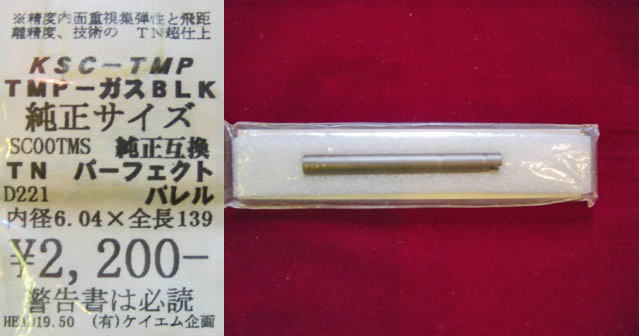 ※精度内面重視集弾性と飛距
離精度、技術の TN超仕上
KSC-TMP
TMP-ガスBLK
純正サイズ
SC00TMS 純正互換
TN パーフェクト
D221 バレル
内径6.04×全長139
¥2,200-
警告書は必読
HEAD19.50 (有)ケイエム企画